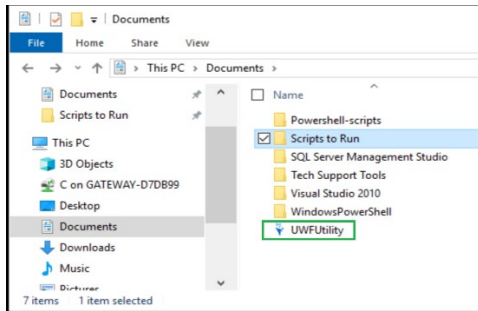 Documents
File Home Share View
This PC > Documents >
Documents
Scripts to Run
This PC
3D Objects
C on GATEWAY-D7DB99
Desktop
Documents
Downloads
Music
Pictures
Name
Powershell-scripts
Scripts to Run
SQL Server Management Studio
Tech Support Tools
Visual Studio 2010
WindowsPowerShell
UWFUtility
7 items 1 item selected